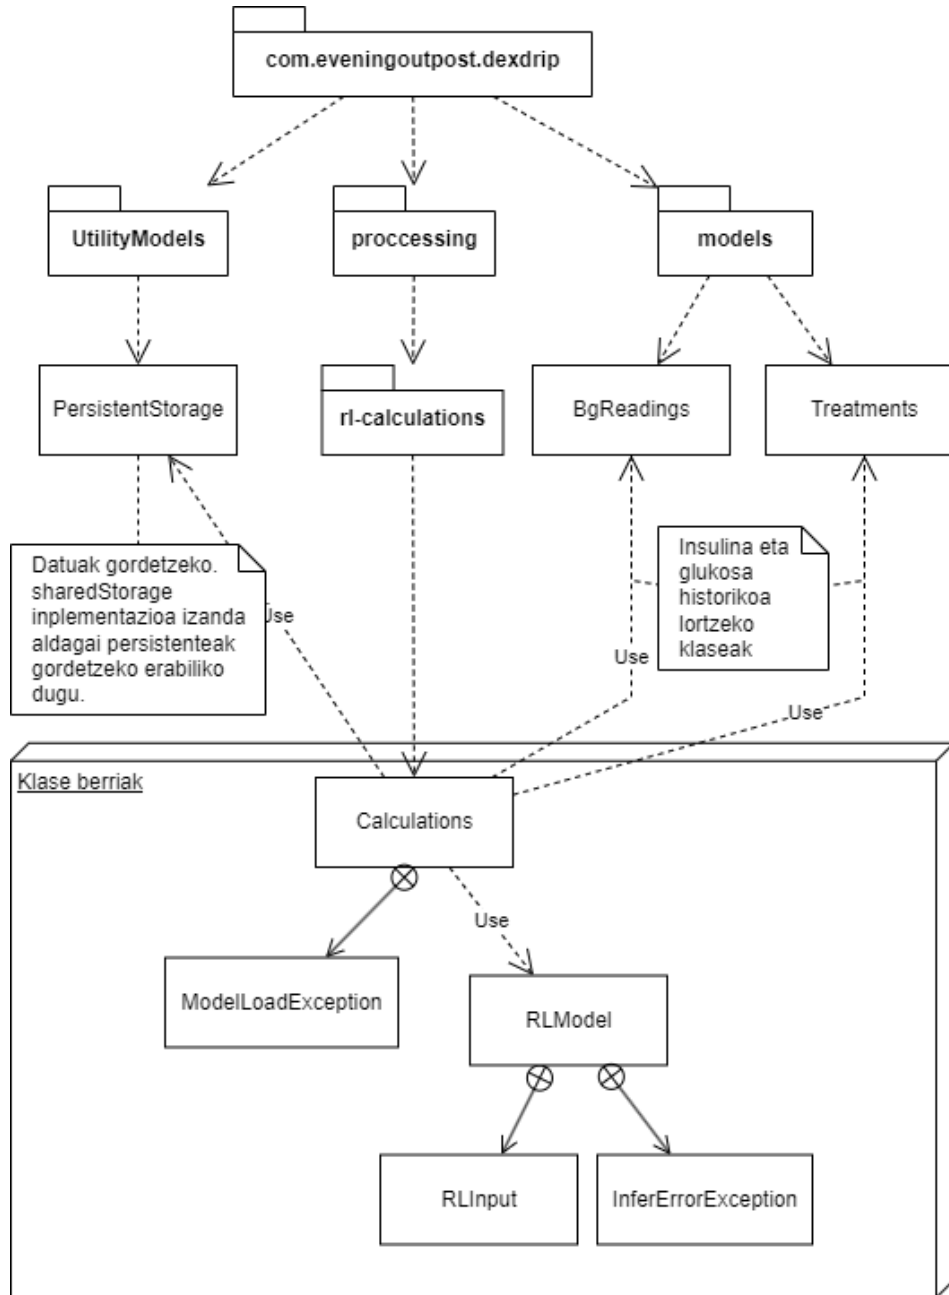 com.eveningoutpost.dexdrip
UtilityModels
proccessing
models
PersistentStorage
rl-calculations
BgReadings
Treatments
Datuak gordetzeko.
sharedStorage
inplementazioa izanda
aldagai persistenteak
gordetzeko erabiliko
dugu.
Use
Insulina eta
glukosa
historikoa
lortzeko
klaseak
Use
Use
Klase berriak
Calculations
Use
ModelLoadException
RLModel
RLInput
InferErrorException